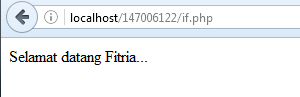 localhost/147006122/if.php
Selamat datang Fitria...